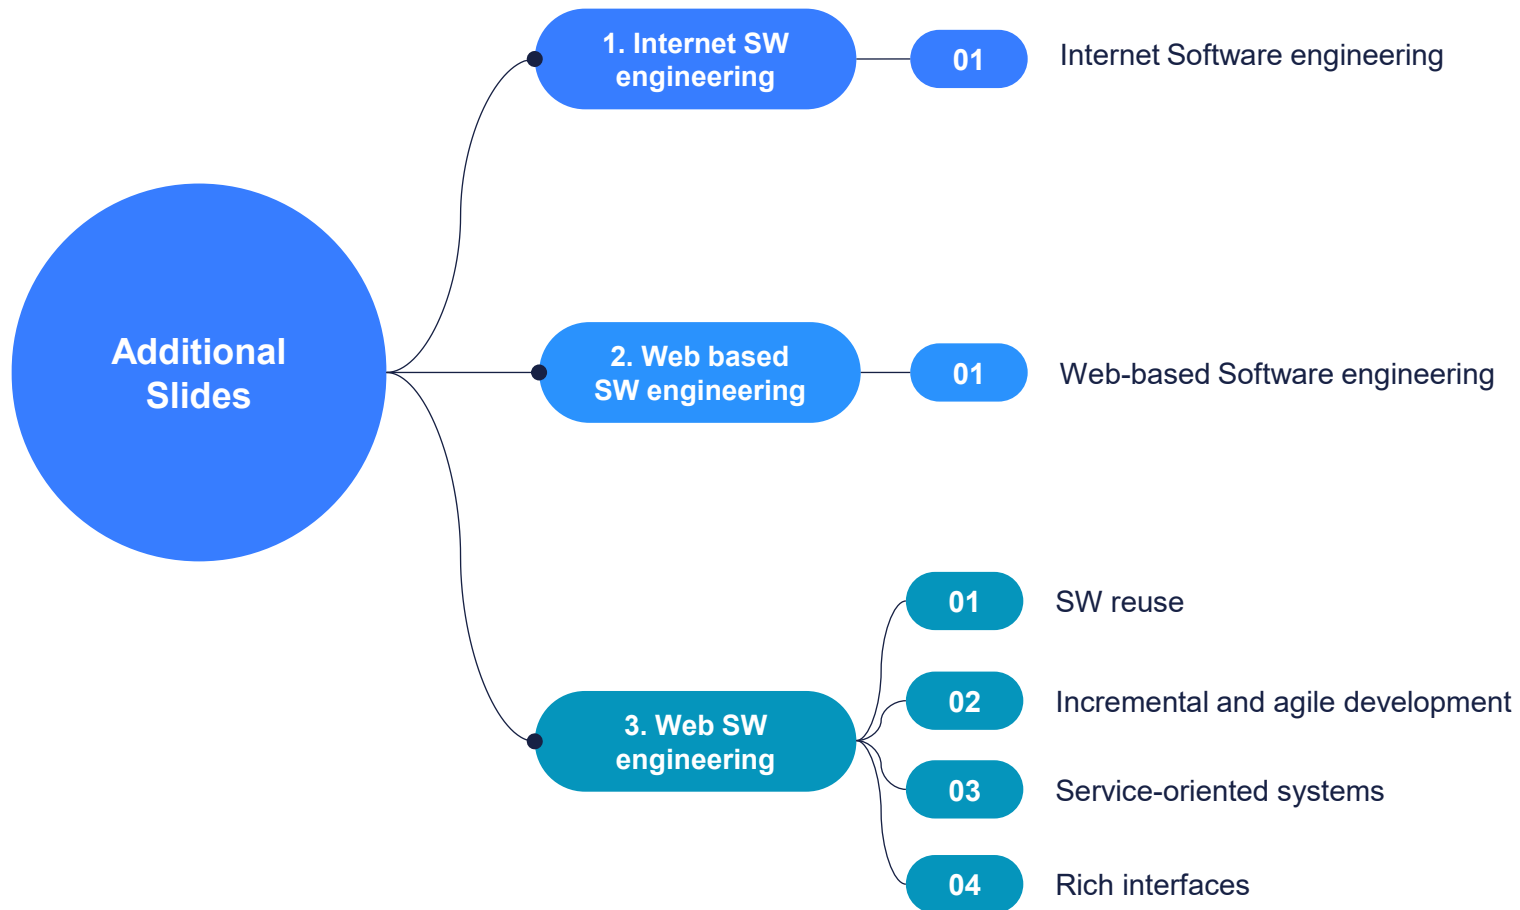 Additional
Slides
1. Internet SW
engineering
01
Internet Software engineering
2. Web based
SW engineering
01
Web-based Software engineering
3. Web SW
engineering
01
SW reuse
02
Incremental and agile development
03
Service-oriented systems
04
Rich interfaces